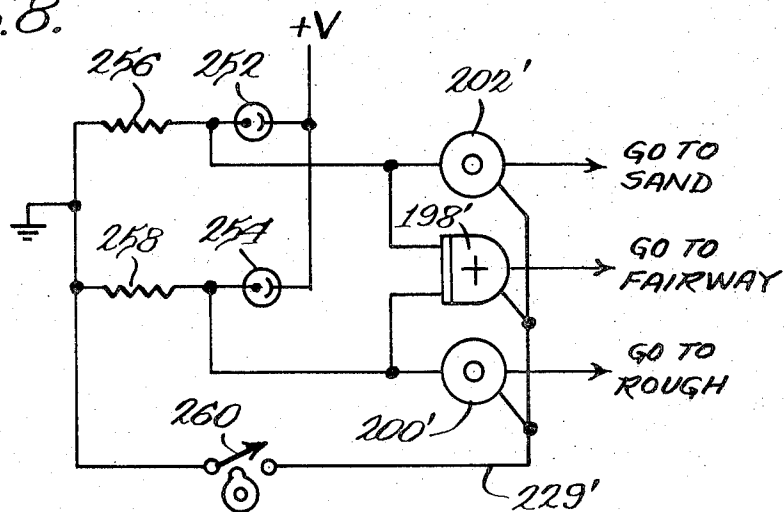 .8.
+V
256
252
202'
GO TO
SAND
198'
+
GO TO
FAIRWAY
258
254
GO TO
ROUGH
260
200'
229'